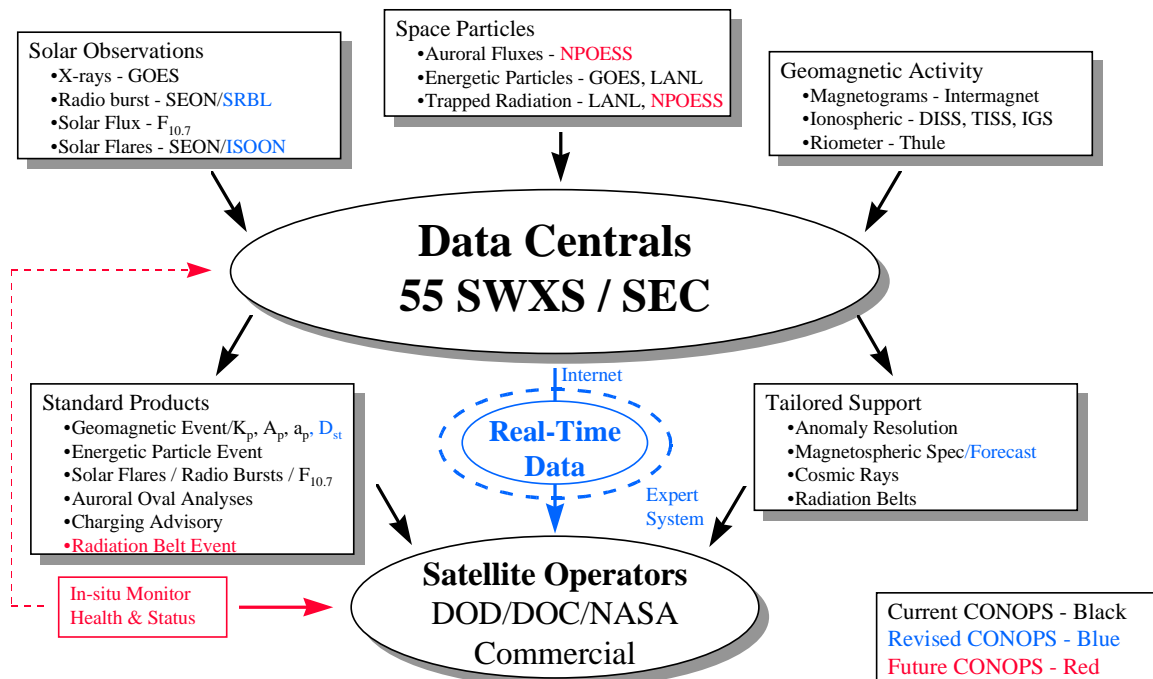 Solar Observations
•X-rays - GOES
•Radio burst - SEON/SRBL
•Solar Flux - F10.7
•Solar Flares - SEON/ISOON
Space Particles
•Auroral Fluxes - NPOESS
•Energetic Particles - GOES, LANL
•Trapped Radiation - LANL, NPOESS
Geomagnetic Activity
•Magnetograms - Intermagnet
•Ionospheric - DISS, TISS, IGS
•Riometer - Thule
Data Centrals
55 SWXS / SEC
Standard Products
•Geomagnetic Event/Kp, Ap, ap, Dst
•Energetic Particle Event
•Solar Flares / Radio Bursts / F10.7
•Auroral Oval Analyses
•Charging Advisory
•Radiation Belt Event
Internet
Real-Time
Data
Expert
System
Tailored Support
•Anomaly Resolution
•Magnetospheric Spec/Forecast
•Cosmic Rays
•Radiation Belts
In-situ Monitor
Health & Status
Satellite Operators
DOD/DOC/NASA
Commercial
Current CONOPS - Black
Revised CONOPS - Blue
Future CONOPS - Red